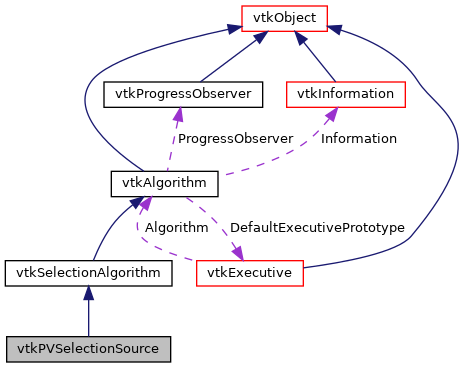 vtkObject
vtkProgressObserver
vtkInformation
ProgressObserver
Information
vtkAlgorithm
Algorithm
DefaultExecutivePrototype
vtkSelectionAlgorithm
vtkExecutive
vtkPVSelectionSource